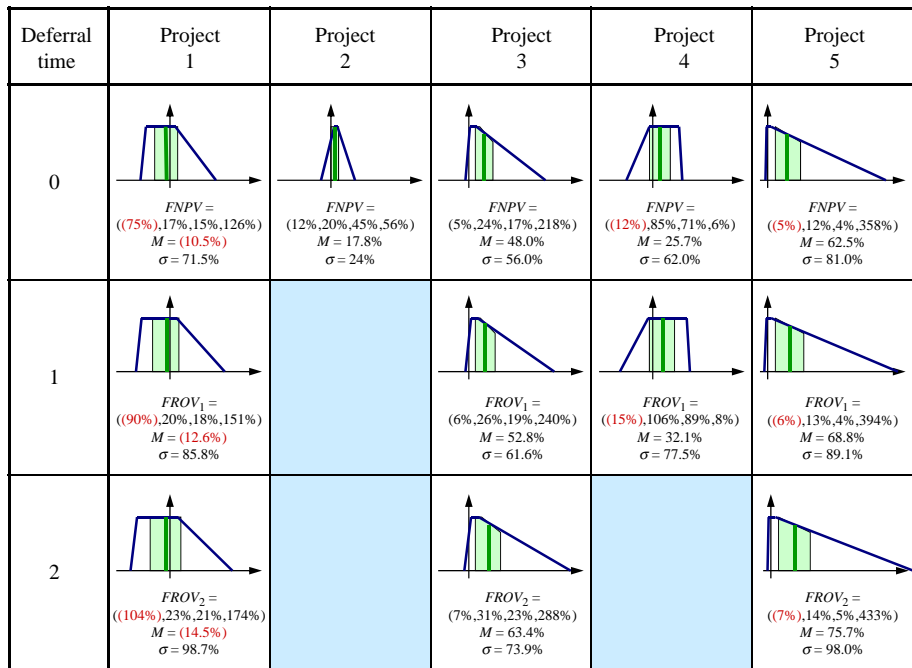 Deferral time
Project 1
Project 2
Project 3
Project 4
Project 5
0
FNPV =
((75%),17%,15%,126%)
M = (10.5%)
σ = 71.5%
FNPV =
(12%,20%,45%,56%)
M = 17.8%
σ = 24%
FNPV =
(5%,24%,17%,218%)
M = 48.0%
σ = 56.0%
FNPV =
((12%),85%,71%,6%)
M = 25.7%
σ = 62.0%
FNPV =
((5%),12%,4%,358%)
M = 62.5%
σ = 81.0%
1
FROV1 =
((90%),20%,18%,151%)
M = (12.6%)
σ = 85.8%
FROV1 =
(6%,26%,19%,240%)
M = 52.8%
σ = 61.6%
FROV1 =
((15%),106%,89%,8%)
M = 32.1%
σ = 77.5%
FROV1 =
((6%),13%,4%,394%)
M = 68.8%
σ = 89.1%
2
FROV2 =
((104%),23%,21%,174%)
M = (14.5%)
σ = 98.7%
FROV2 =
(7%,31%,23%,288%)
M = 63.4%
σ = 73.9%
FROV2 =
((7%),14%,5%,433%)
M = 75.7%
σ = 98.0%